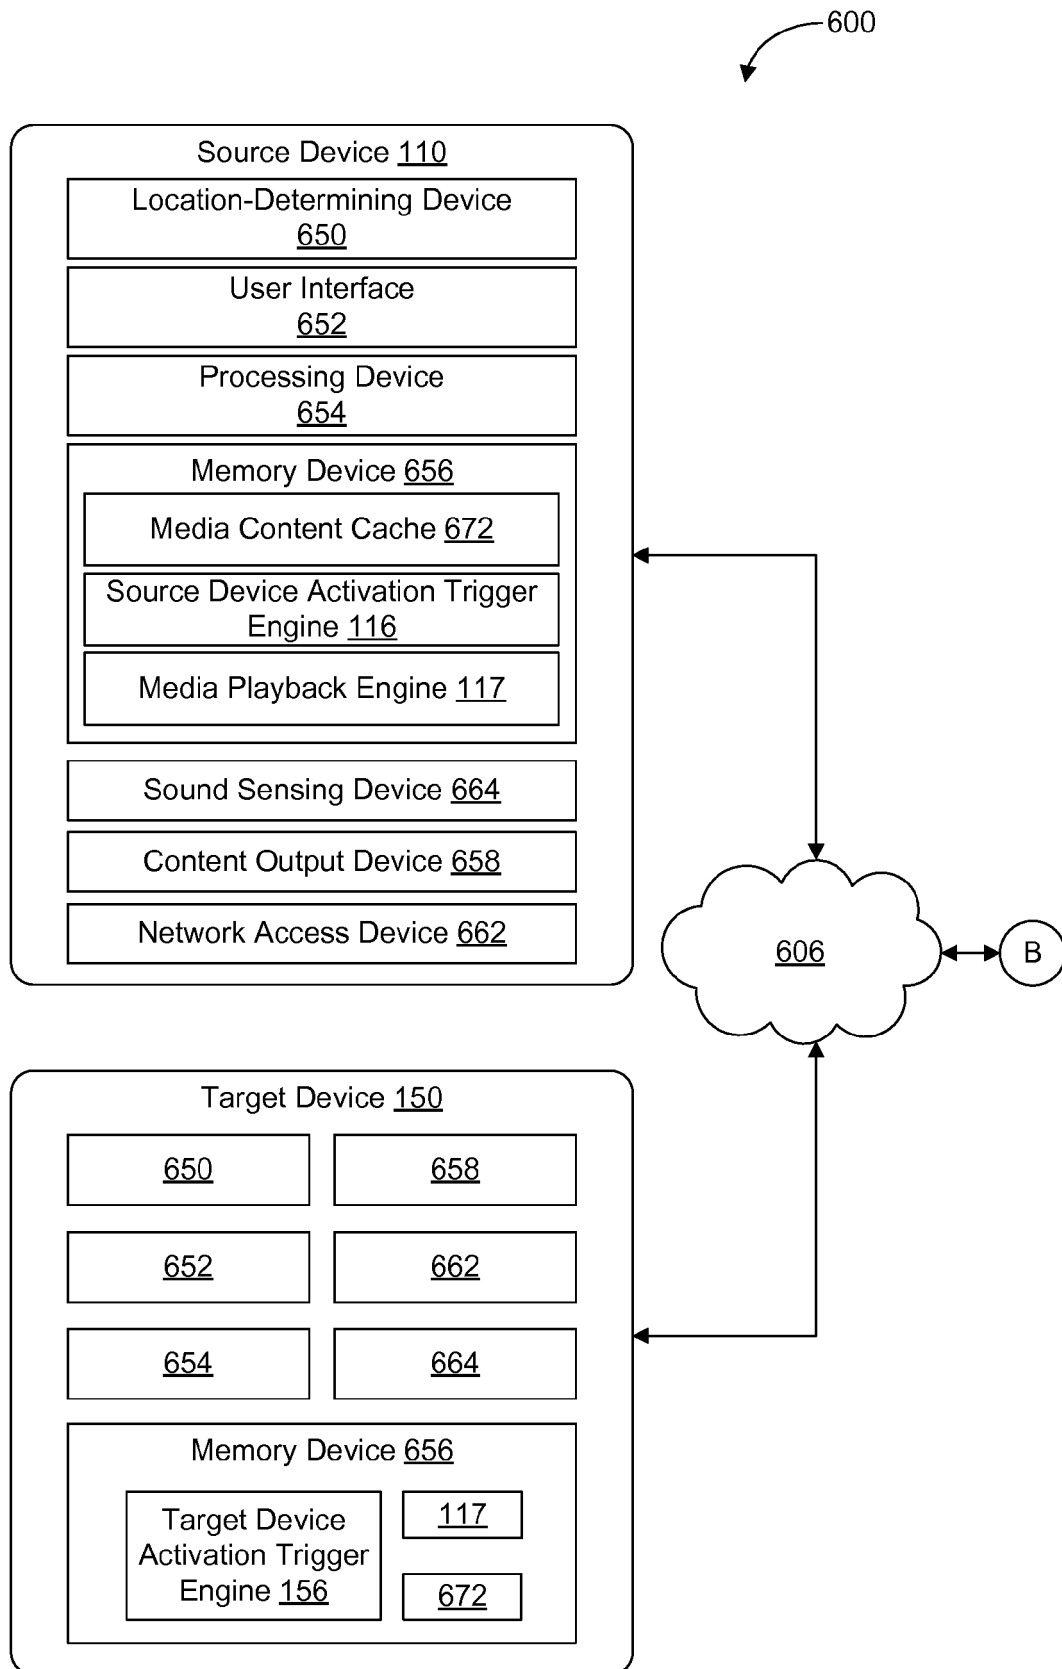 600
Source Device 110
Location-Determining Device
650
User Interface
652
Processing Device
654
Memory Device 656
Media Content Cache 672
Source Device Activation Trigger
Engine 116
Media Playback Engine 117
Sound Sensing Device 664
Content Output Device 658
Network Access Device 662
606
B
Target Device 150
650
658
652
662
654
664
Memory Device 656
Target Device
Activation Trigger
Engine 156
117
672